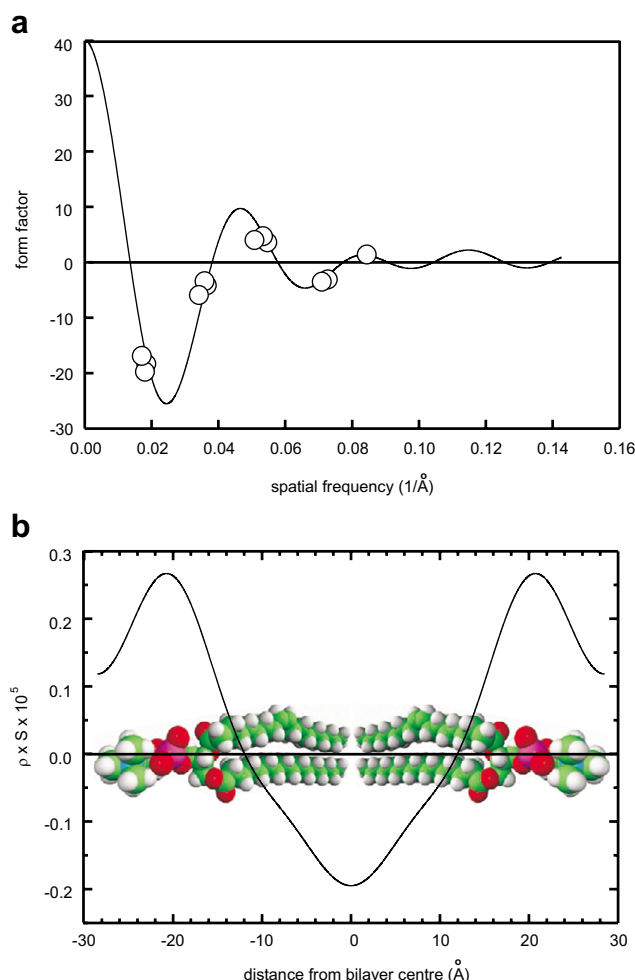 a
40
30
20
10
0
-10
-20
-30
form factor
0.00 0.02 0.04 0.06 0.08 0.10 0.12 0.14 0.16
spatial frequency (1/Å)
b
0.3
0.2
0.1
0.0
-0.1
-0.2
ρ x S x 10⁵
-30 -20 -10 0 10 20 30
distance from bilayer centre (Å)